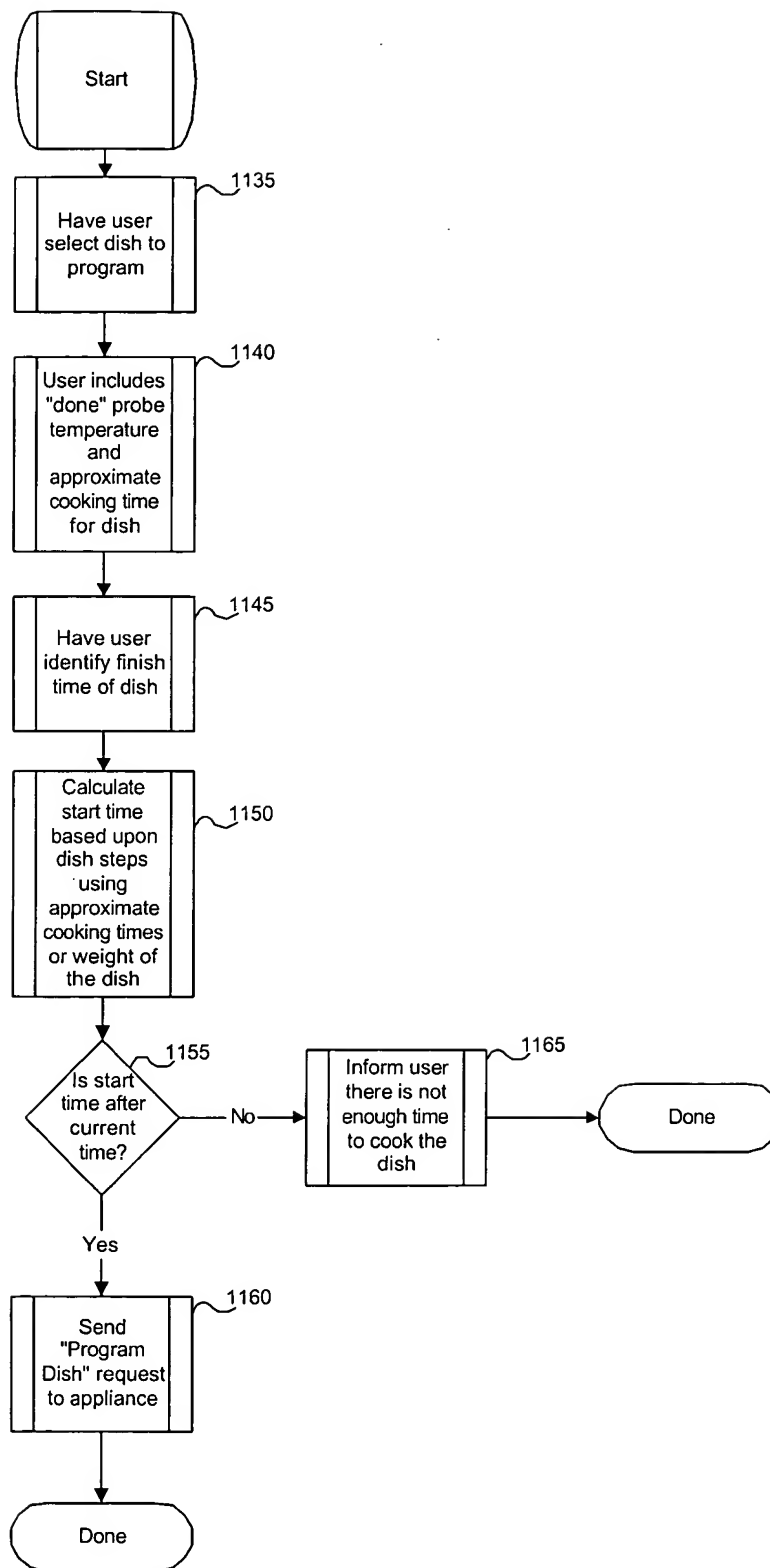 Start
1135
Have user
select dish to
program
1140
User includes
"done" probe
temperature
and
approximate
cooking time
for dish
1145
Have user
identify finish
time of dish
Calculate
start time
based upon
dish steps
using
approximate
cooking times
or weight of
the dish
1150
1155
Is start
time after
current
time?
No
1165
Inform user
there is not
enough time
to cook the
dish
Done
Yes
1160
Send
"Program
Dish" request
to appliance
Done